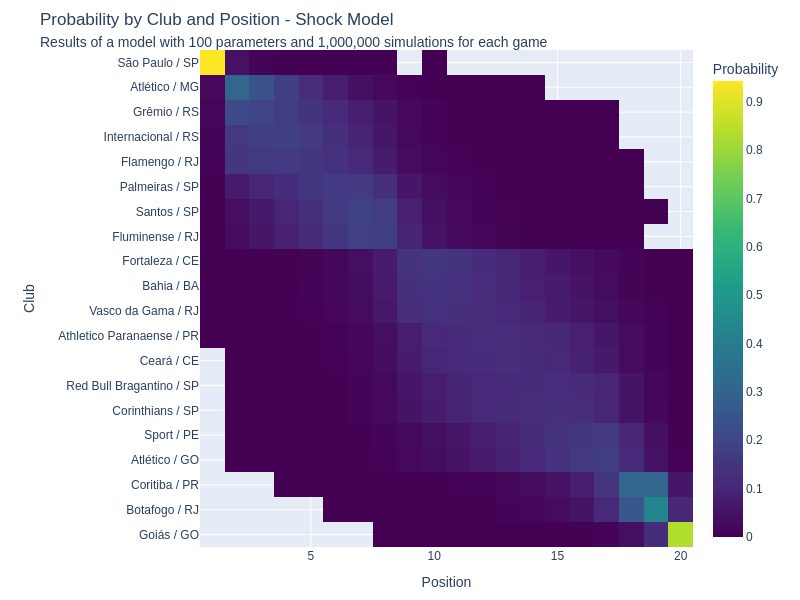 Probability by Club and Position - Shock Model
Results of a model with 100 parameters and 1,000,000 simulations for each game
Probability
0.9
0.8
0.7
0.6
0.5
0.4
0.3
0.2
0.1
0
Club
São Paulo / SP
Atlético / MG
Grêmio / RS
Internacional / RS
Flamengo / RJ
Palmeiras / SP
Santos / SP
Fluminense / RJ
Fortaleza / CE
Bahia / BA
Vasco da Gama / RJ
Athletico Paranaense / PR
Ceará / CE
Red Bull Bragantino / SP
Corinthians / SP
Sport / PE
Atlético / GO
Coritiba / PR
Botafogo / RJ
Goiás / GO
5 10 15 20
Position